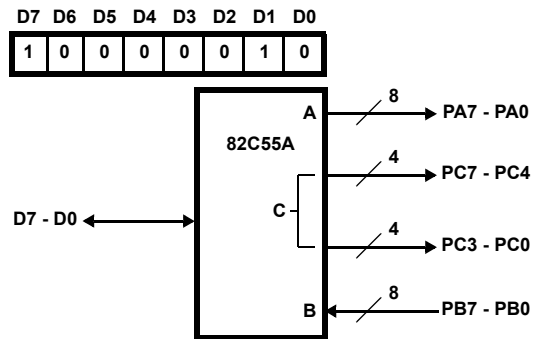 D7 D6 D5 D4 D3 D2 D1 D0
1 0 0 0 0 0 1 0
A 8 PA7 - PA0
82C55A
4 PC7 - PC4
C
D7 - D0
4 PC3 - PC0
B 8 PB7 - PB0